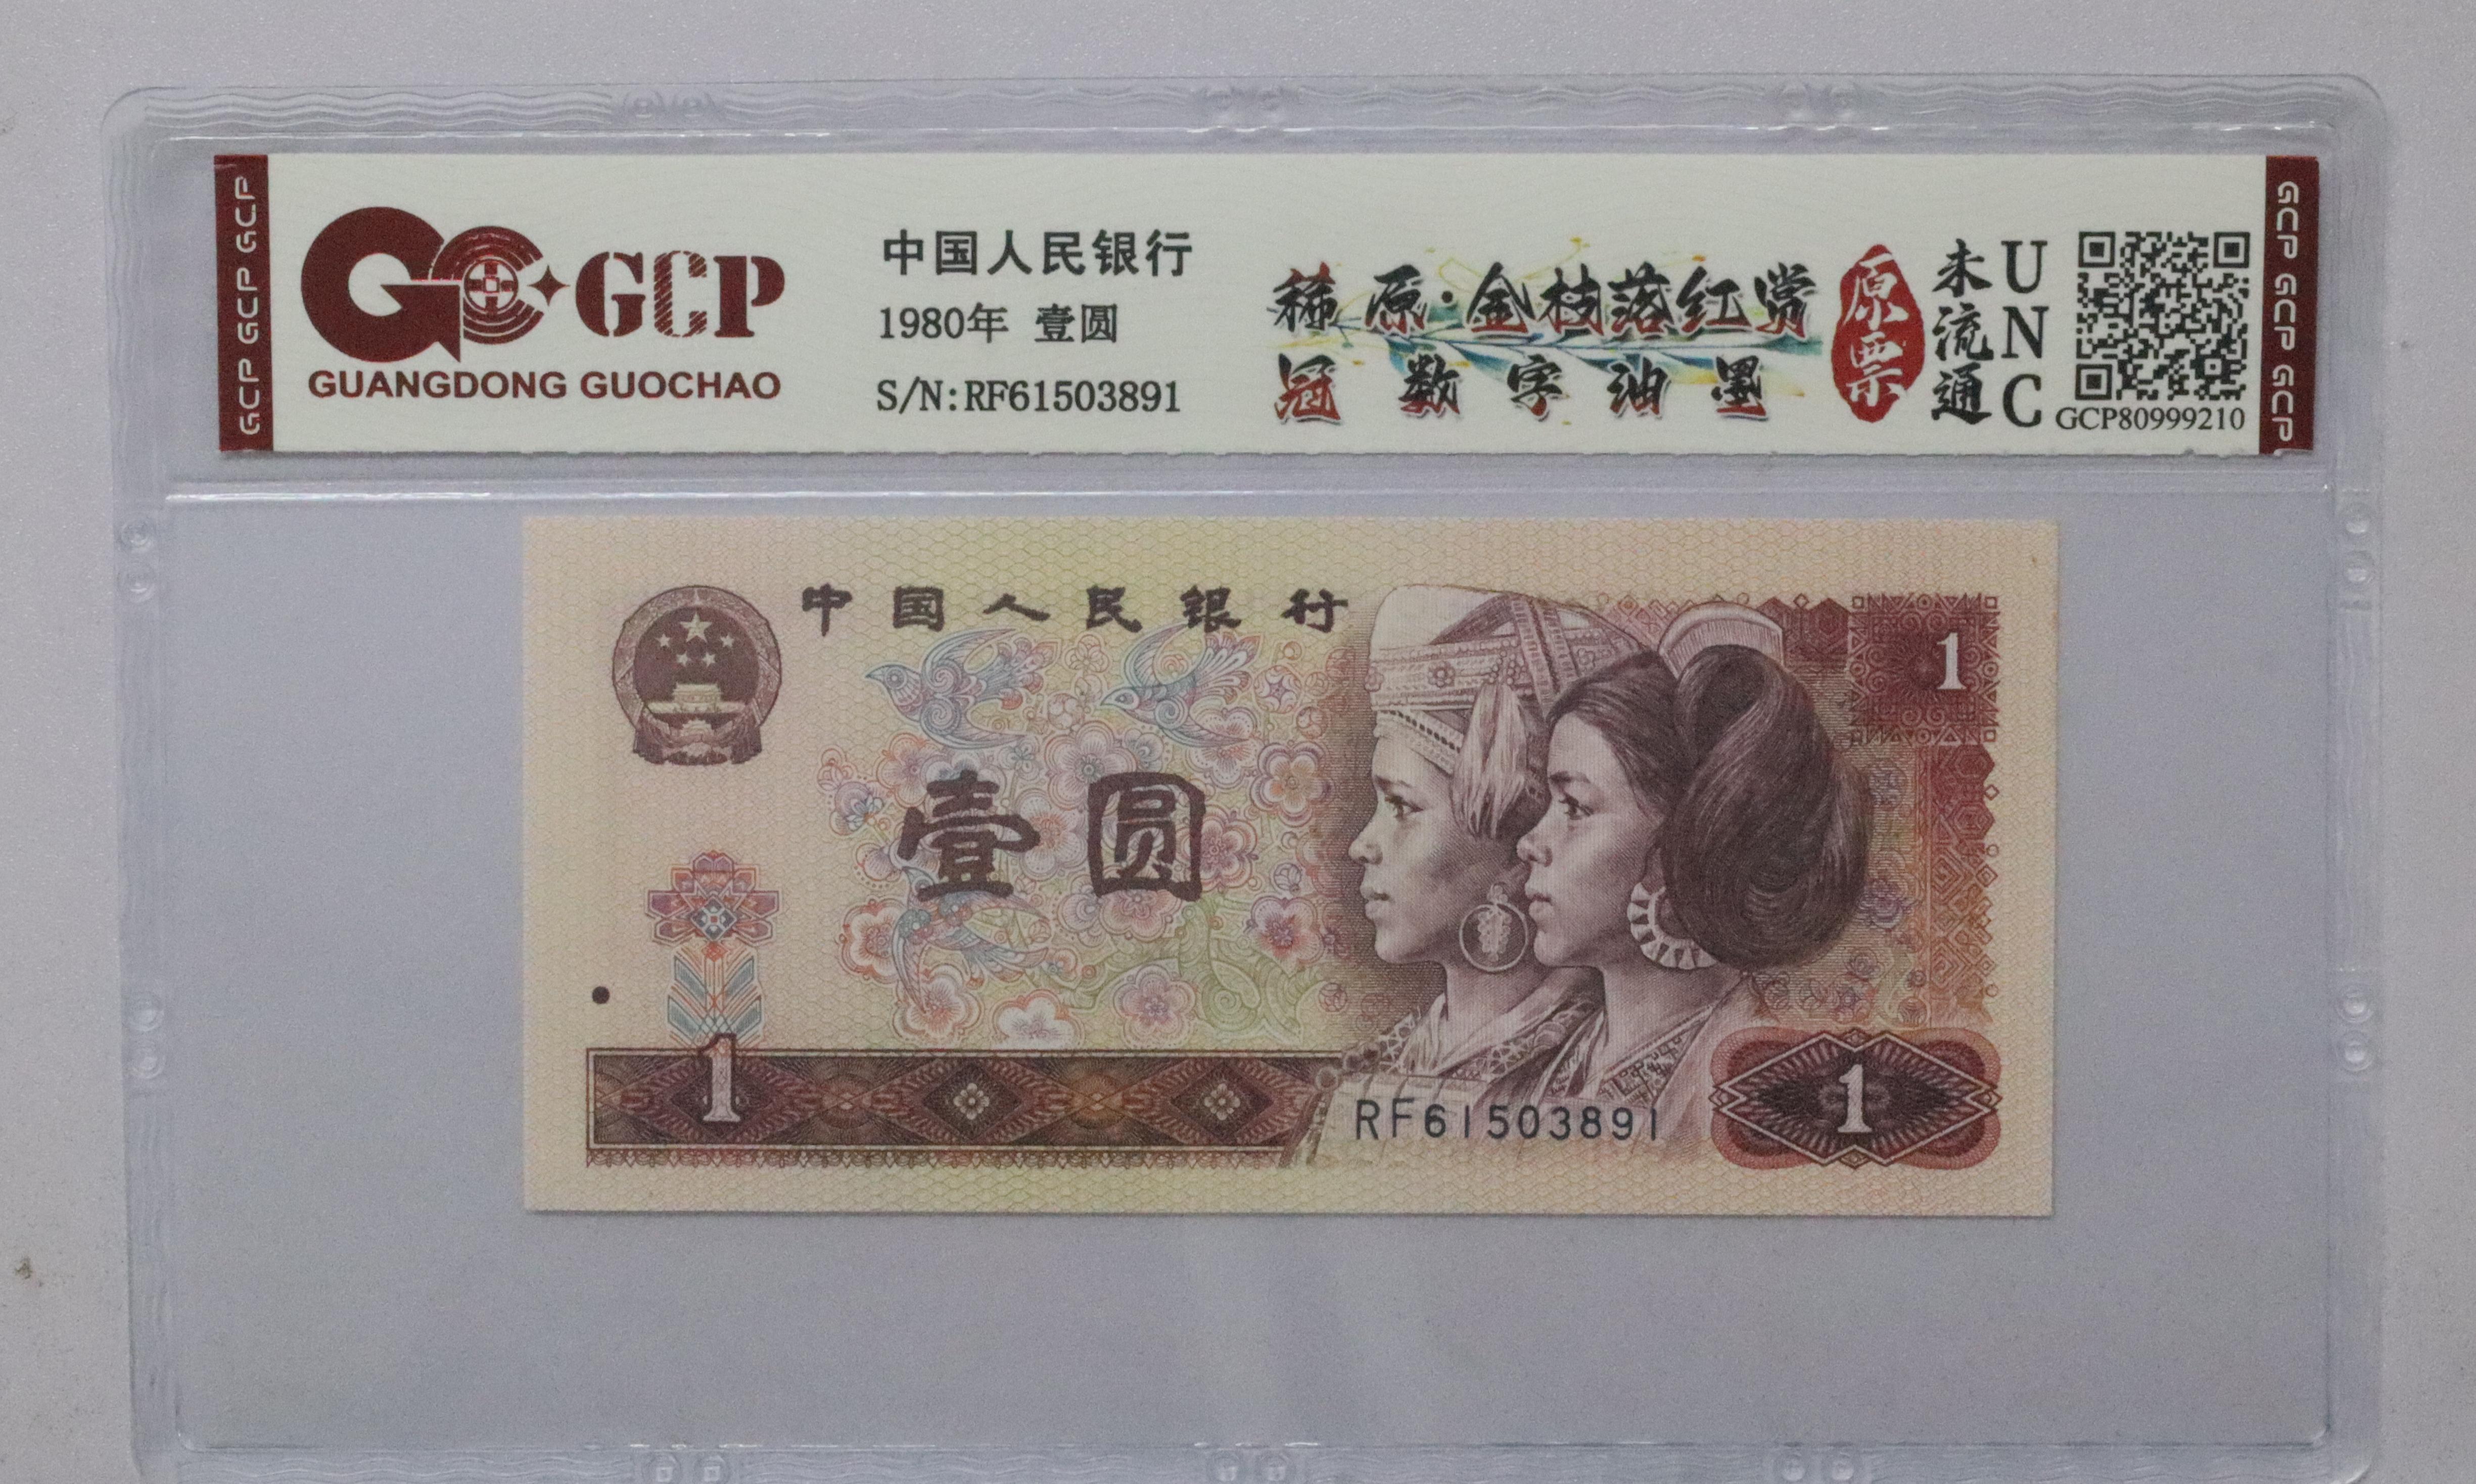 GCP GCP GCP
GCP
GUANGDONG GUOCHAO
中国人民银行
1980年 壹圆
S/N:RF61503891
稀原·金枝落红赏
冠数字油墨
原票
未流通
UNC
GCP80999210
GCP GCP GCP
中国人民银行
1
壹圆
1
RF61503891
1